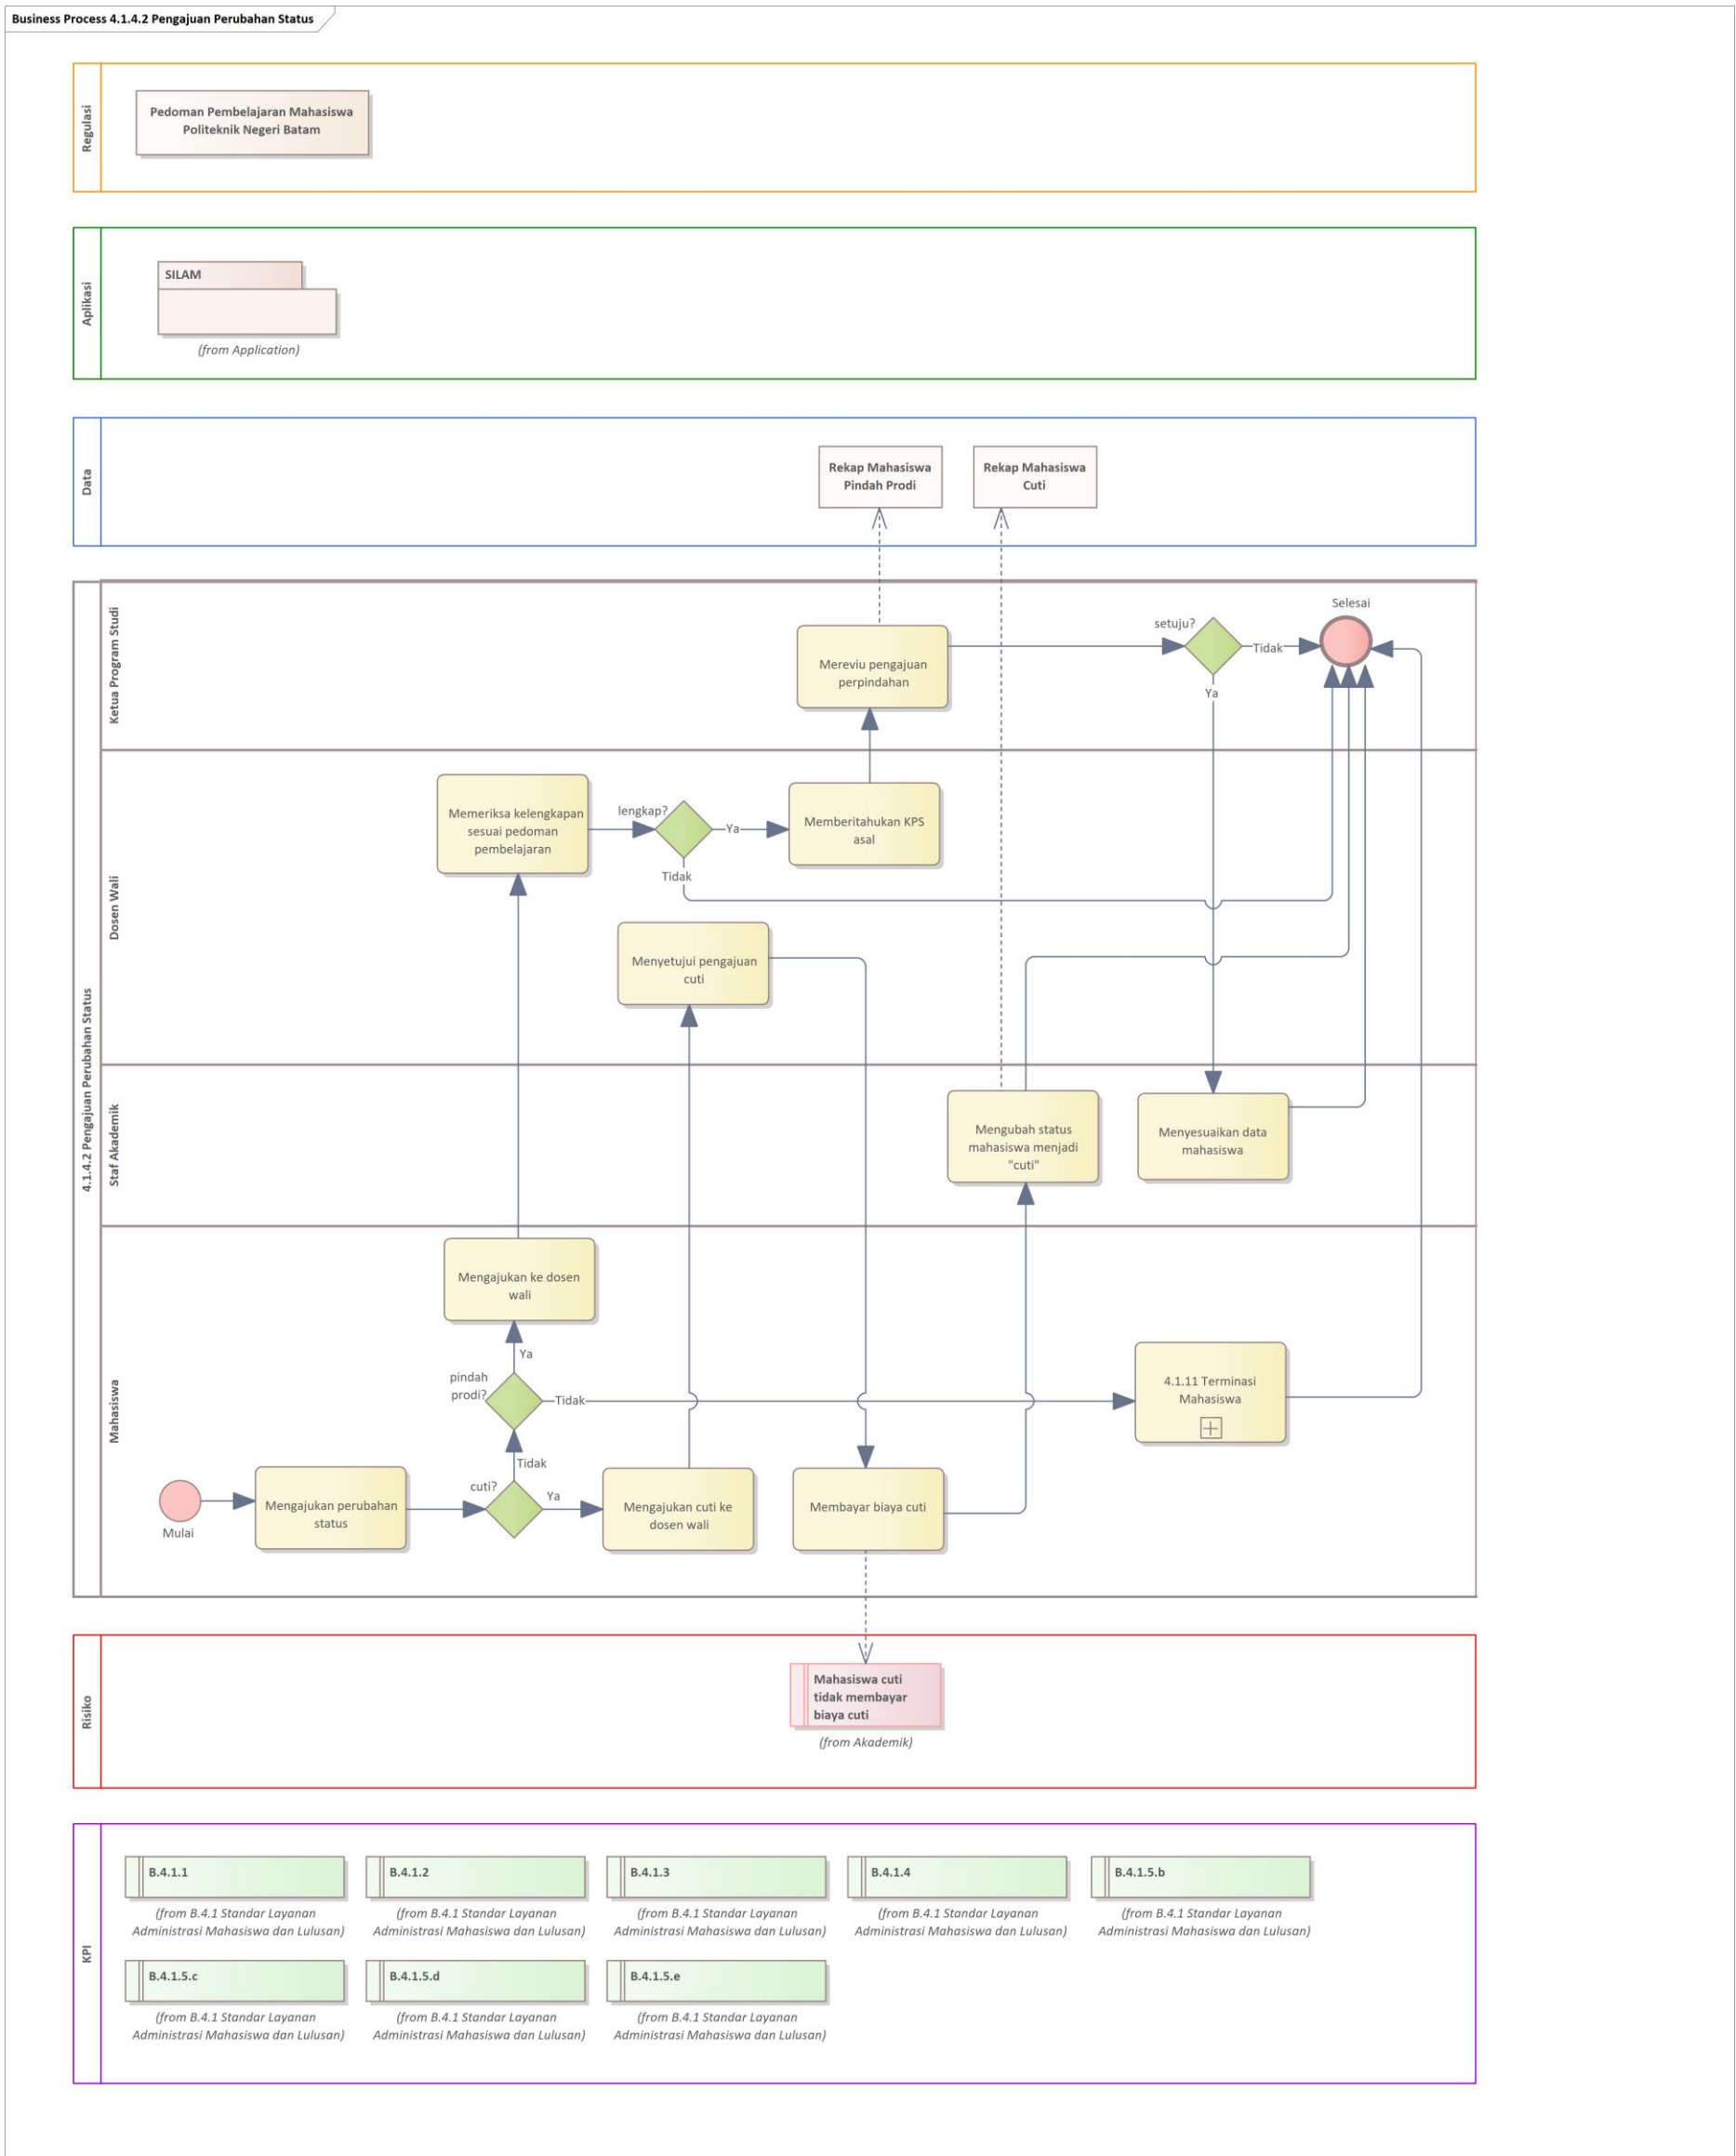 Business Process 4.1.4.2 Pengajuan Perubahan Status
Regulasi
Pedoman Pembelajaran Mahasiswa
Politeknik Negeri Batam
Aplikasi
SILAM
(from Application)
Data
Rekap Mahasiswa
Pindah Prodi
Rekap Mahasiswa
Cuti
4.1.4.2 Pengajuan Perubahan Status
Ketua Program Studi
Mereviu pengajuan
perpindahan
setuju?
Tidak
Ya
Selesai
Dosen Wali
Memeriksa kelengkapan
sesuai pedoman
pembelajaran
lengkap?
Ya
Tidak
Memberitahukan KPS
asal
Menyetujui pengajuan
cuti
Staf Akademik
Mengubah status
mahasiswa menjadi
"cuti"
Menyesuaikan data
mahasiswa
Mahasiswa
Mengajukan ke dosen
wali
Ya
pindah
prodi?
Tidak
4.1.11 Terminasi
Mahasiswa
Tidak
Mulai
Mengajukan perubahan
status
cuti?
Ya
Mengajukan cuti ke
dosen wali
Membayar biaya cuti
Risiko
Mahasiswa cuti
tidak membayar
biaya cuti
(from Akademik)
KPI
B.4.1.1
(from B.4.1 Standar Layanan
Administrasi Mahasiswa dan Lulusan)
B.4.1.2
(from B.4.1 Standar Layanan
Administrasi Mahasiswa dan Lulusan)
B.4.1.3
(from B.4.1 Standar Layanan
Administrasi Mahasiswa dan Lulusan)
B.4.1.4
(from B.4.1 Standar Layanan
Administrasi Mahasiswa dan Lulusan)
B.4.1.5.b
(from B.4.1 Standar Layanan
Administrasi Mahasiswa dan Lulusan)
B.4.1.5.c
(from B.4.1 Standar Layanan
Administrasi Mahasiswa dan Lulusan)
B.4.1.5.d
(from B.4.1 Standar Layanan
Administrasi Mahasiswa dan Lulusan)
B.4.1.5.e
(from B.4.1 Standar Layanan
Administrasi Mahasiswa dan Lulusan)